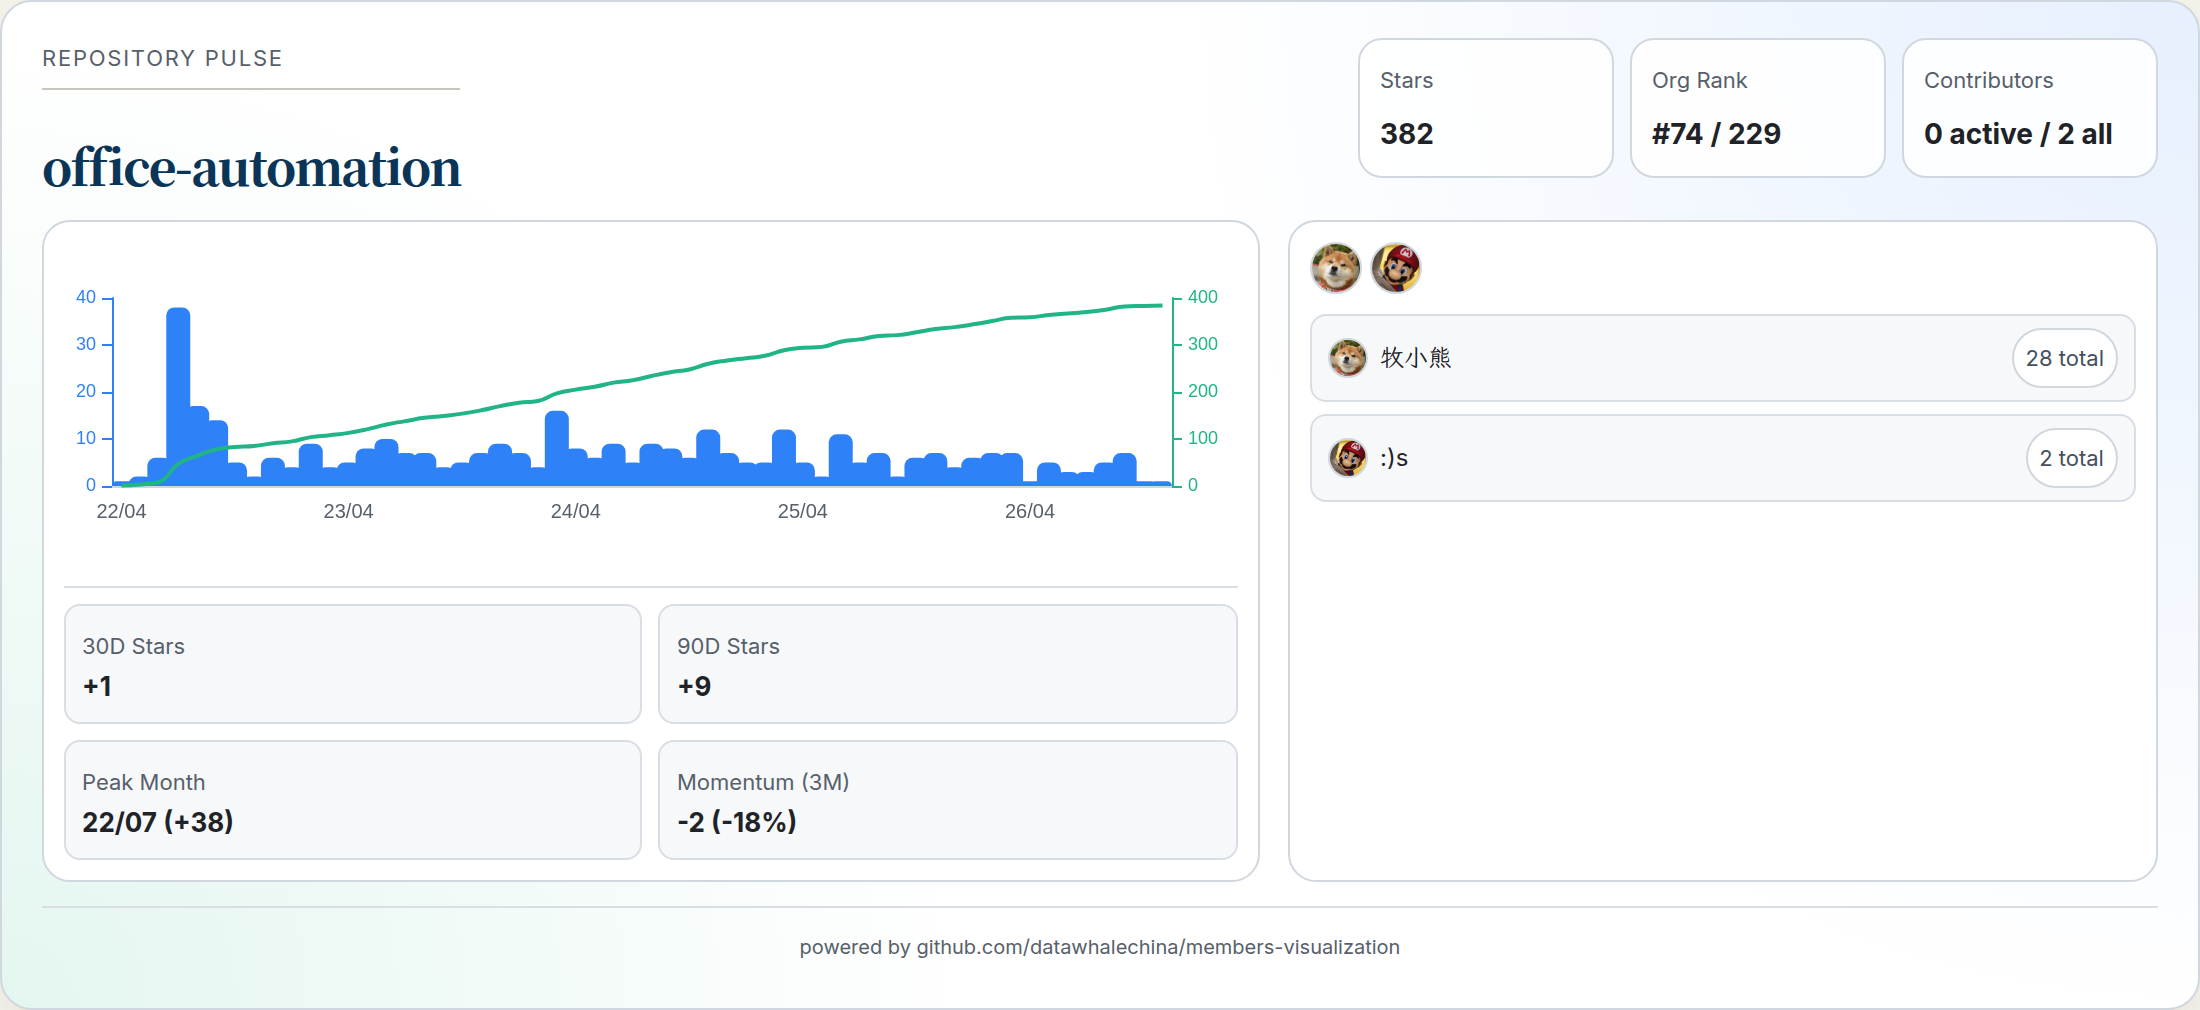 REPOSITORY PULSE
office-automation
Stars
382
Org Rank
#74 / 229
Contributors
0 active / 2 all
40
30
20
10
0
400
300
200
100
0
22/04
23/04
24/04
25/04
26/04
30D Stars
+1
90D Stars
+9
Peak Month
22/07 (+38)
Momentum (3M)
-2 (-18%)
牧小熊
28 total
:)s
2 total
powered by github.com/datawhalechina/members-visualization